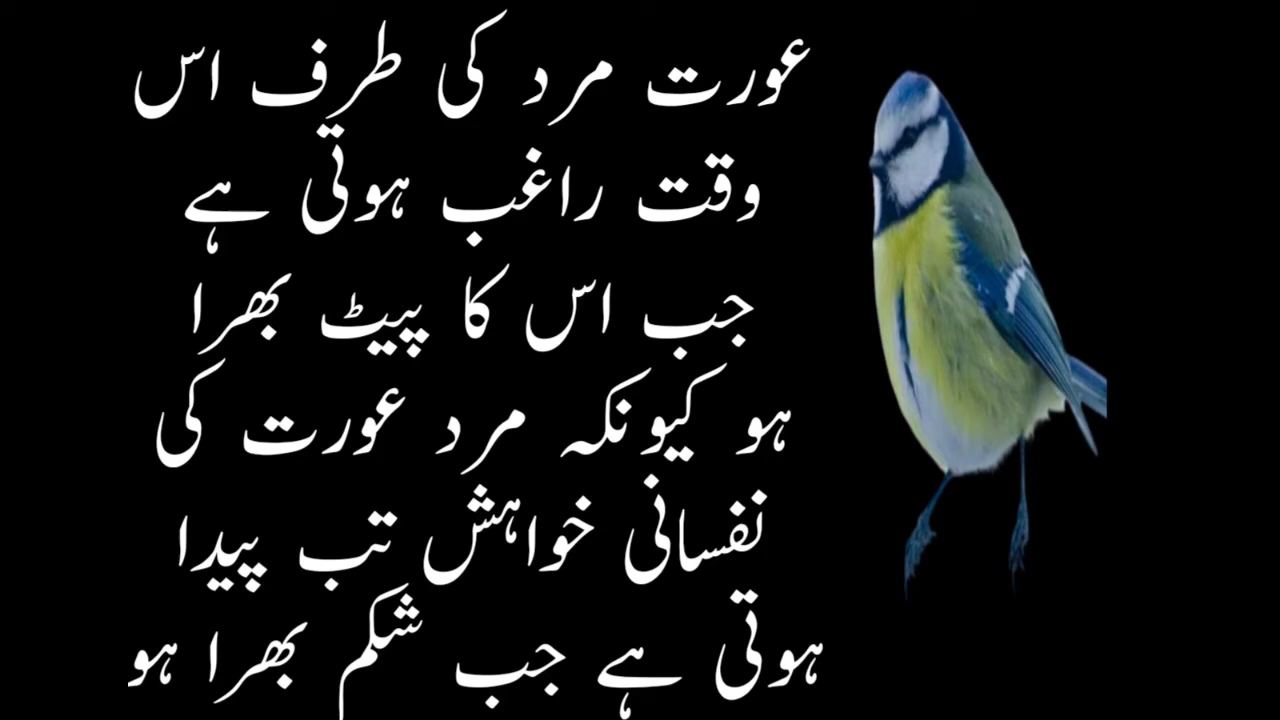 عورت مرد کی طرف اس
وقت راغب ہوتی ہے
جب اس کا پیٹ بھرا
ہو کیونکہ مرد عورت کی
نفسانی خواہش تب پیدا
ہوتی ہے جب شکم بھرا ہو